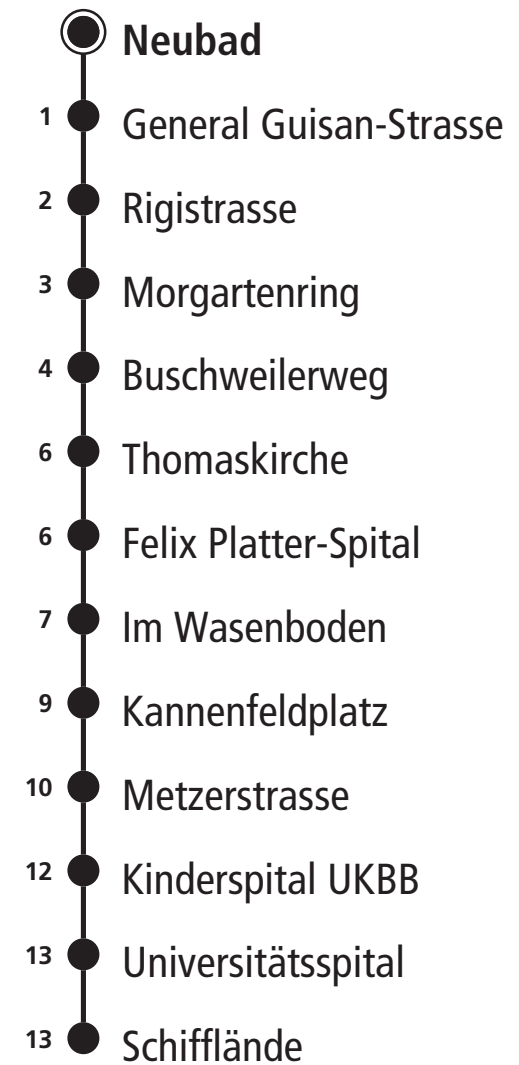 Neubad
1 General Guisan-Strasse
2 Rigistrasse
3 Morgartenring
4 Buschweilerweg
6 Thomaskirche
6 Felix Platter-Spital
7 Im Wasenboden
9 Kannenfeldplatz
10 Metzerstrasse
12 Kinderspital UKBB
13 Universitätsspital
13 Schifflände